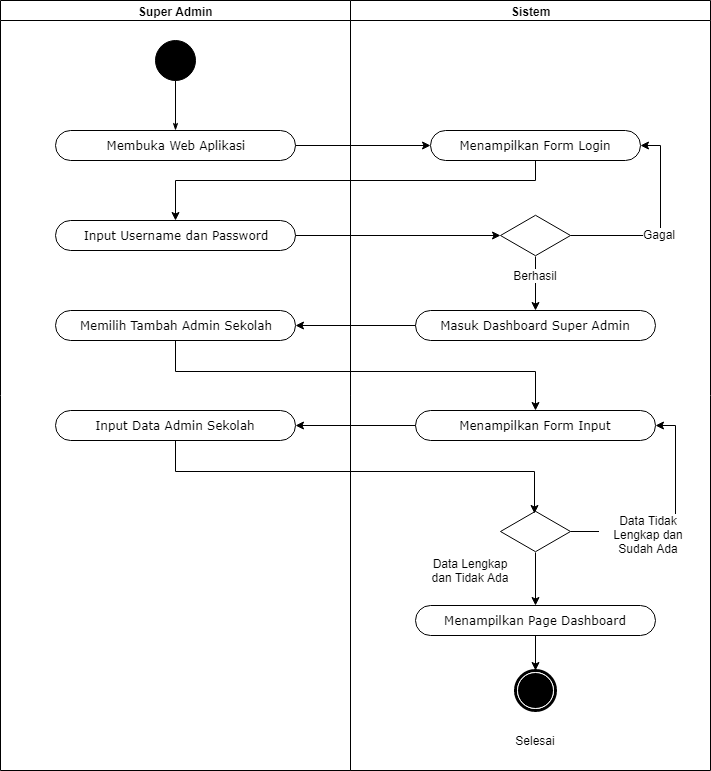 Super Admin
Sistem
Membuka Web Aplikasi
Menampilkan Form Login
Input Username dan Password
Gagal
Berhasil
Memilih Tambah Admin Sekolah
Masuk Dashboard Super Admin
Input Data Admin Sekolah
Menampilkan Form Input
Data Tidak
Lengkap dan
Sudah Ada
Data Lengkap
dan Tidak Ada
Menampilkan Page Dashboard
Selesai